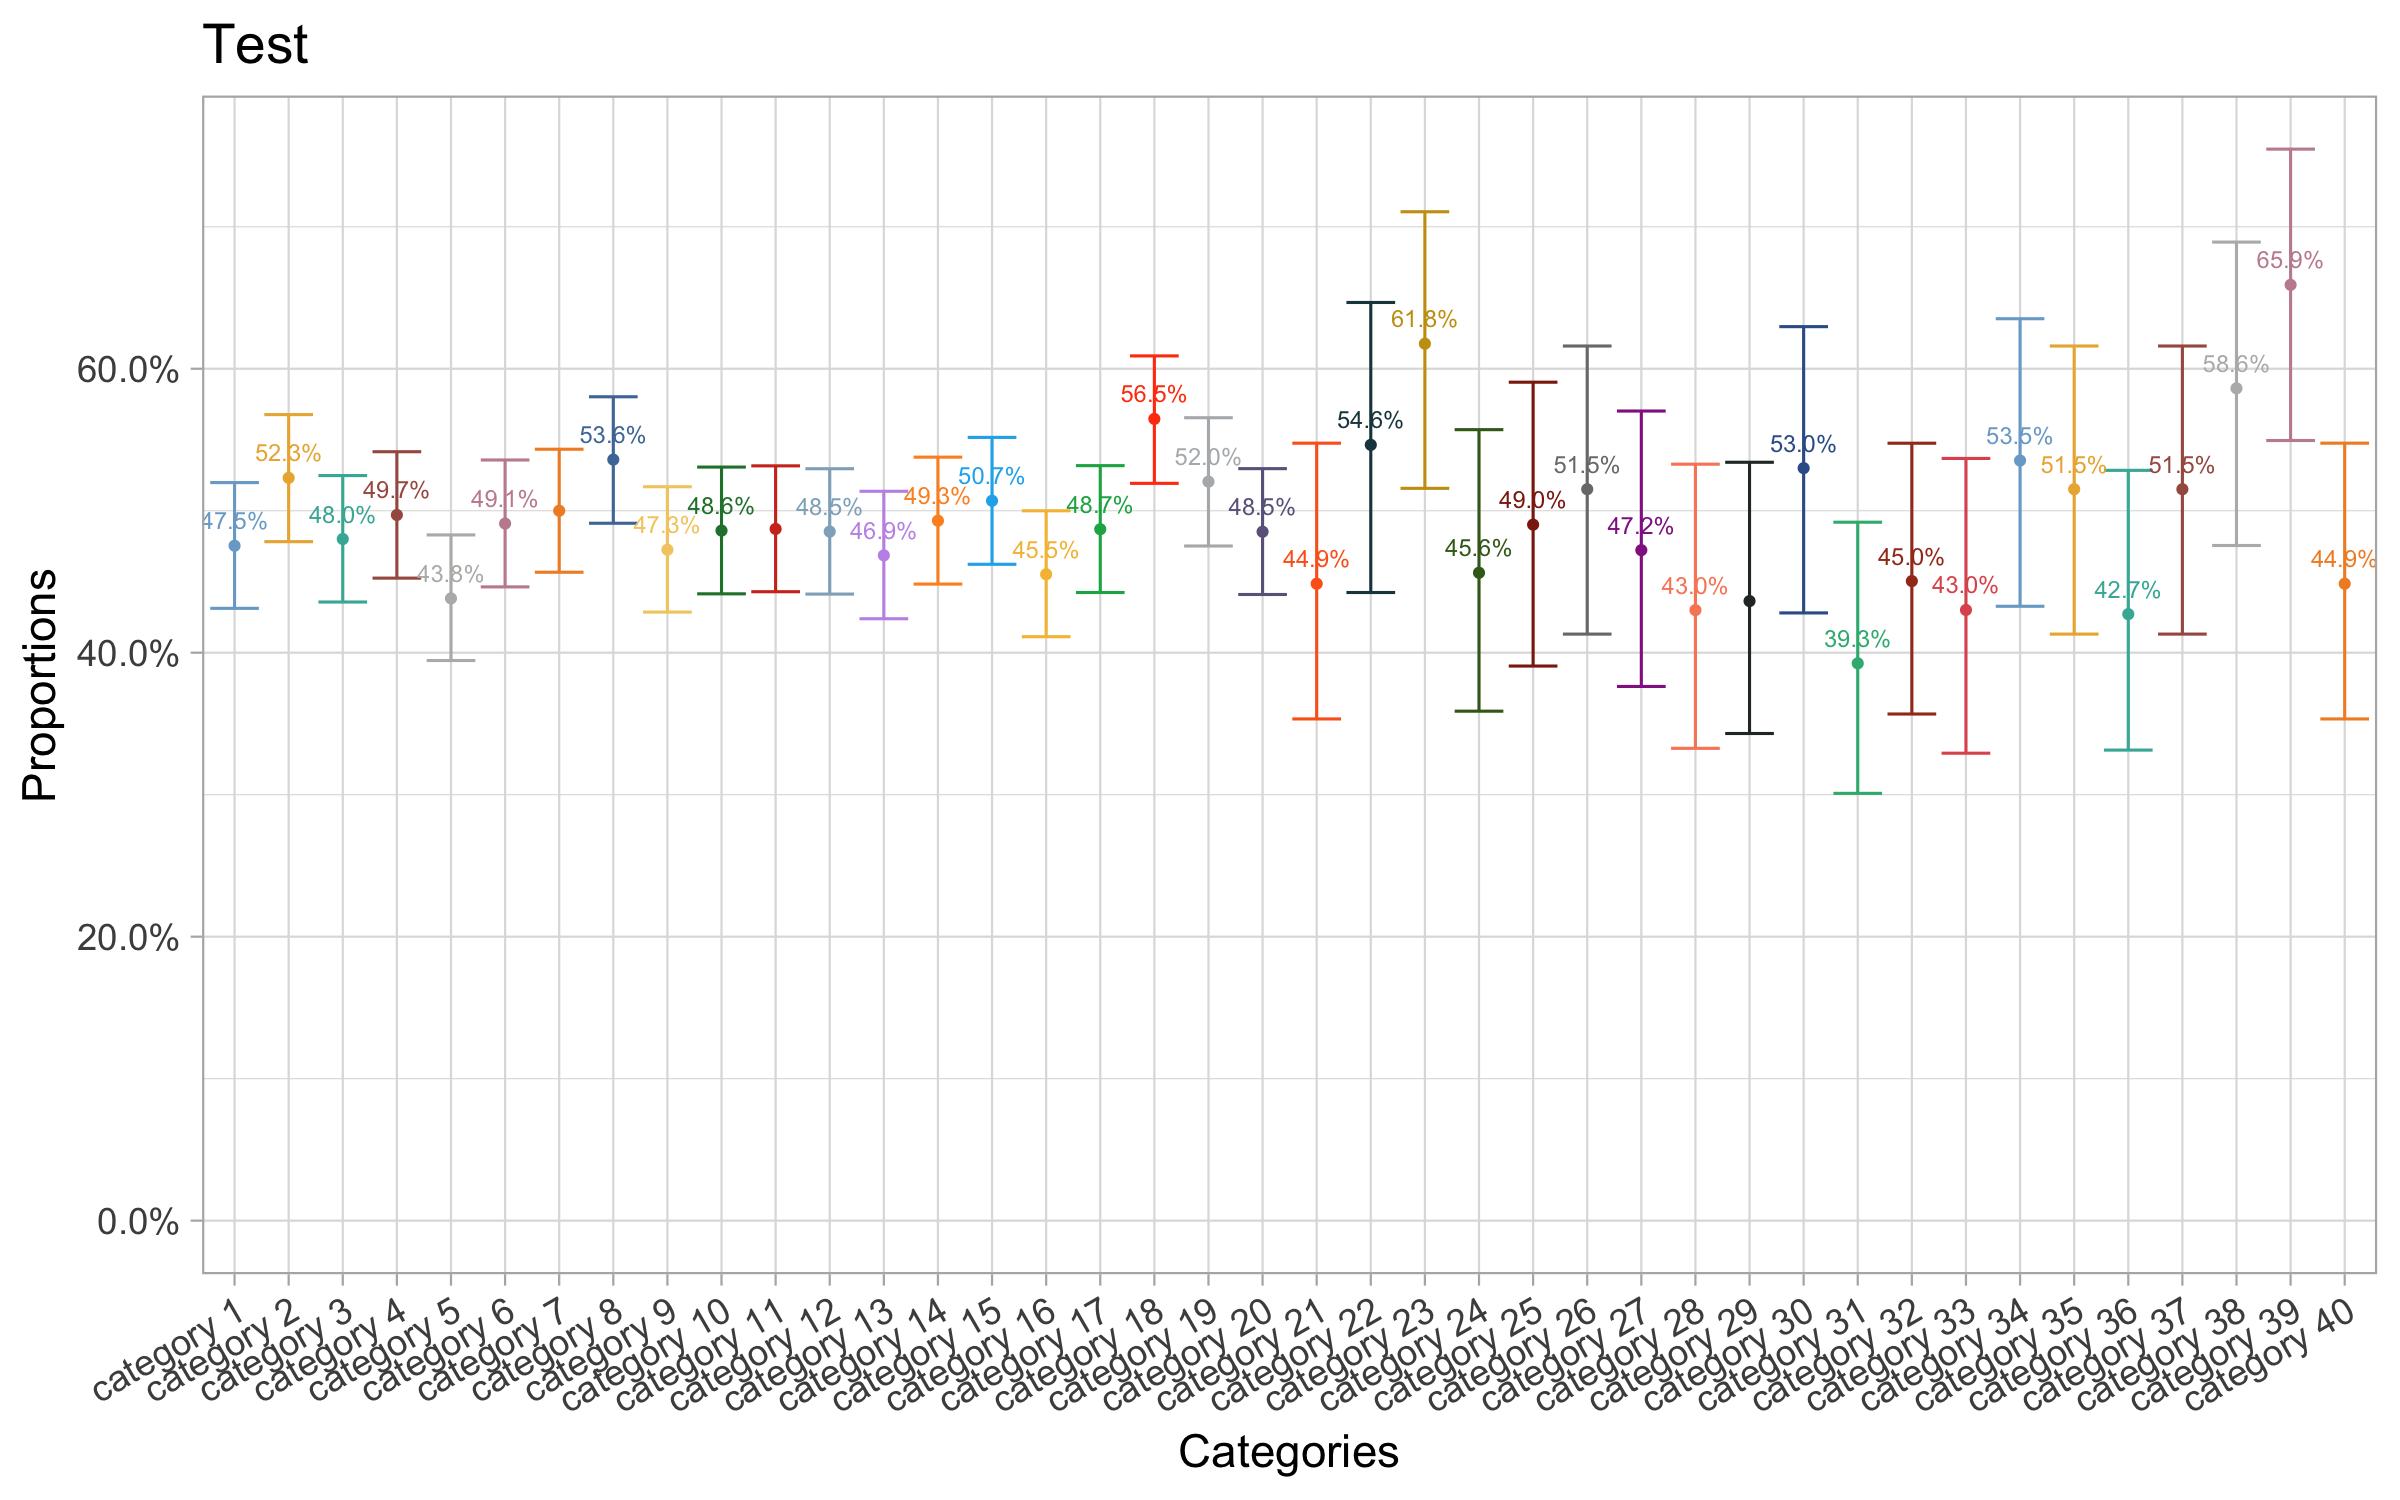 Test
Proportions
60.0%
40.0%
20.0%
0.0%
47.5%
52.3%
48.0%
49.7%
43.8%
49.1%
53.6%
47.3%
48.6%
48.5%
46.9%
49.3%
50.7%
45.5%
48.7%
56.5%
52.0%
48.5%
44.9%
54.6%
61.8%
45.6%
49.0%
51.5%
47.2%
43.0%
53.0%
39.3%
45.0%
43.0%
53.5%
51.5%
42.7%
51.5%
58.6%
65.9%
44.9%
category 1
category 2
category 3
category 4
category 5
category 6
category 7
category 8
category 9
category 10
category 11
category 12
category 13
category 14
category 15
category 16
category 17
category 18
category 19
category 20
category 21
category 22
category 23
category 24
category 25
category 26
category 27
category 28
category 29
category 30
category 31
category 32
category 33
category 34
category 35
category 36
category 37
category 38
category 39
category 40
Categories